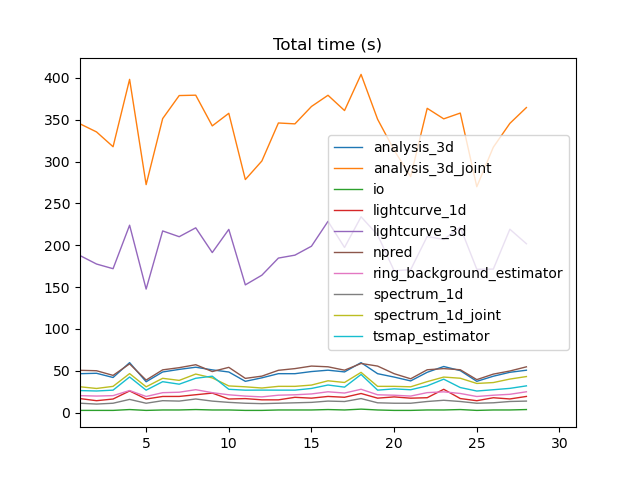 Total time (s)
400
350
300
250
200
150
100
50
0
5
10
15
20
25
30
analysis_3d
analysis_3d_joint
io
lightcurve_1d
lightcurve_3d
npred
ring_background_estimator
spectrum_1d
spectrum_1d_joint
tsmap_estimator